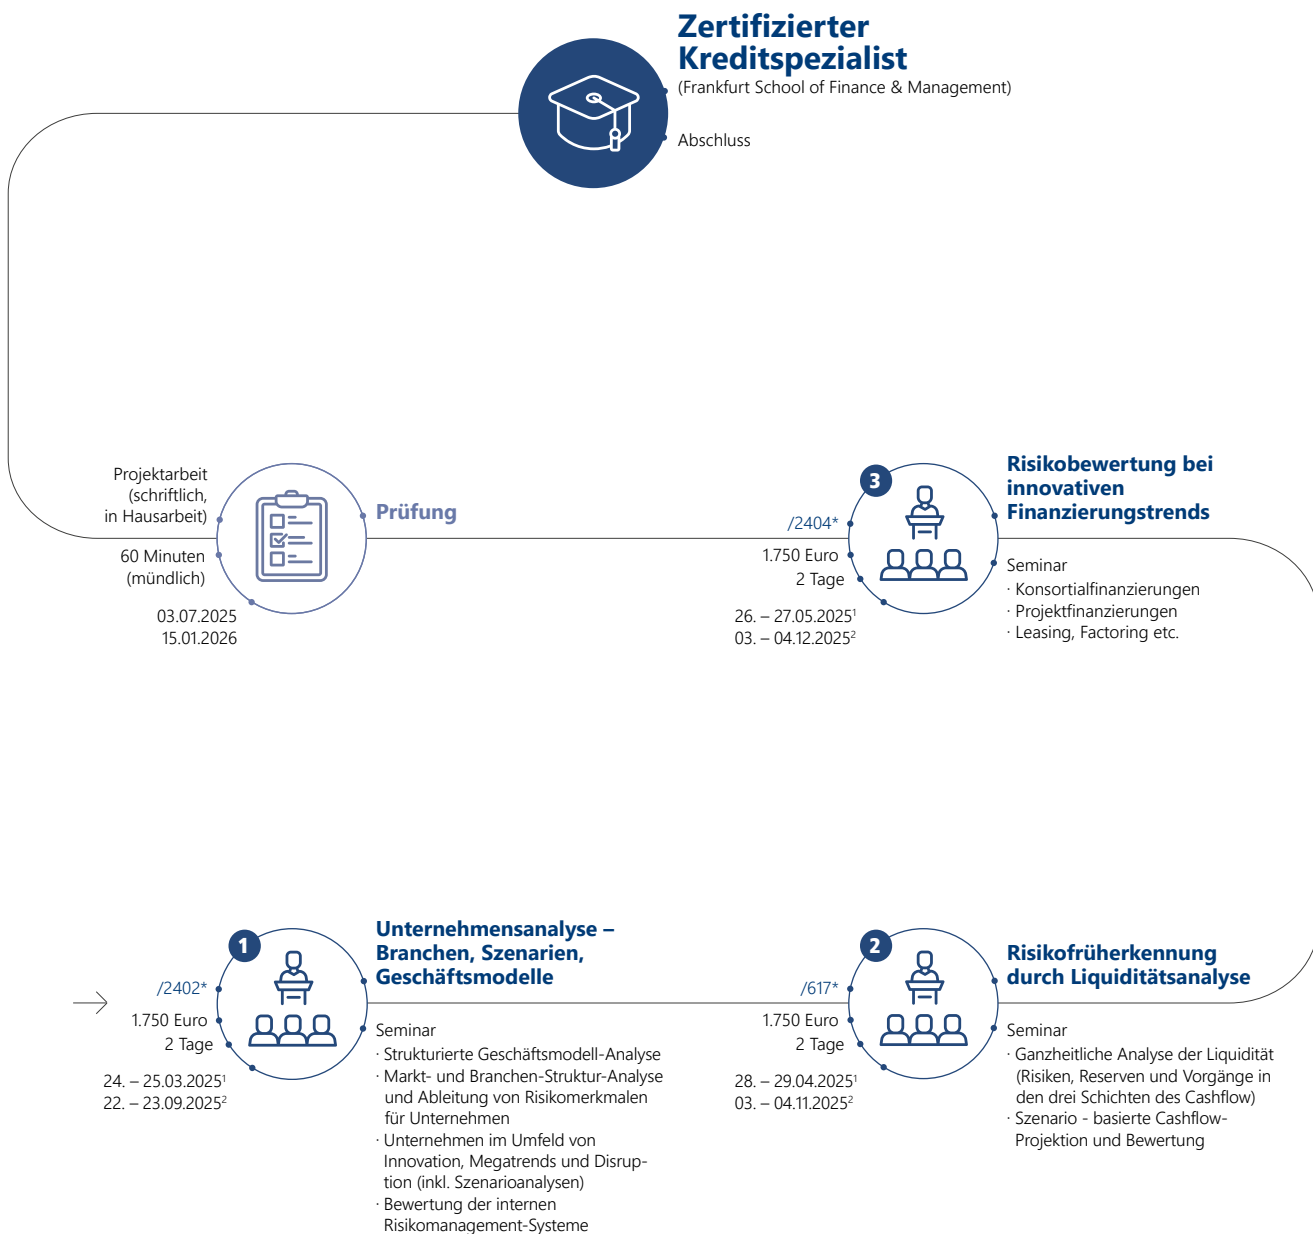 Zertifizierter
Kreditspezialist
(Frankfurt School of Finance & Management)
Abschluss
Projektarbeit
(schriftlich,
in Hausarbeit)
60 Minuten
(mündlich)
03.07.2025
15.01.2026
Prüfung
3
/2404*
1.750 Euro
2 Tage
26. – 27.05.2025¹
03. – 04.12.2025²
Risikobewertung bei
innovativen
Finanzierungstrends
Seminar
· Konsortialfinanzierungen
· Projektfinanzierungen
· Leasing, Factoring etc.
1
/2402*
1.750 Euro
2 Tage
24. – 25.03.2025¹
22. – 23.09.2025²
Unternehmensanalyse –
Branchen, Szenarien,
Geschäftsmodelle
Seminar
· Strukturierte Geschäftsmodell-Analyse
· Markt- und Branchen-Struktur-Analyse
und Ableitung von Risikomerkmalen
für Unternehmen
· Unternehmen im Umfeld von
Innovation, Megatrends und Disrup-
tion (inkl. Szenarioanalysen)
· Bewertung der internen
Risikomanagement-Systeme
2
/617*
1.750 Euro
2 Tage
28. – 29.04.2025¹
03. – 04.11.2025²
Risikofrüherkennung
durch Liquiditätsanalyse
Seminar
· Ganzheitliche Analyse der Liquidität
(Risiken, Reserven und Vorgänge in
den drei Schichten des Cashflow)
· Szenario - basierte Cashflow-
Projektion und Bewertung